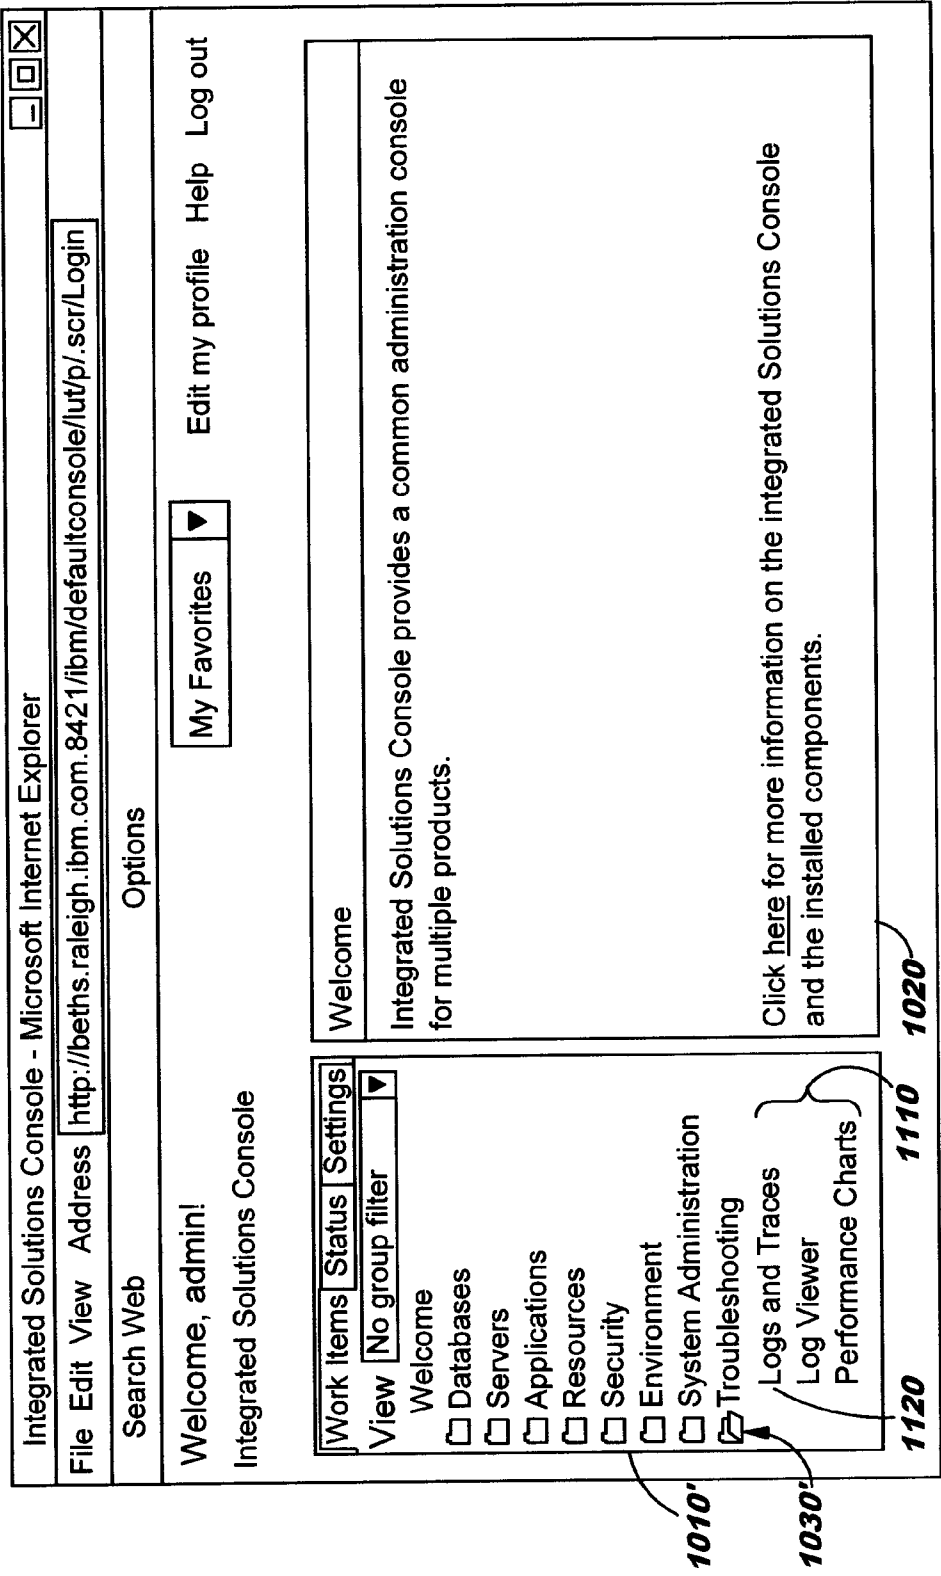 Integrated Solutions Console - Microsoft Internet Explorer
File Edit View Address http://beths.raleigh.ibm.com.8421/ibm/defaultconsole/lut/p/.scr/Login
Search Web Options
Welcome, admin! My Favorites Edit my profile Help Log out
Integrated Solutions Console
Work Items Status Settings
View No group filter
Welcome
Databases
Servers
Applications
Resources
Security
Environment
System Administration
Troubleshooting
Logs and Traces
Log Viewer
Performance Charts
Welcome
Integrated Solutions Console provides a common administration console
for multiple products.
Click here for more information on the integrated Solutions Console
and the installed components.
1010'
1030'
1120
1110
1020